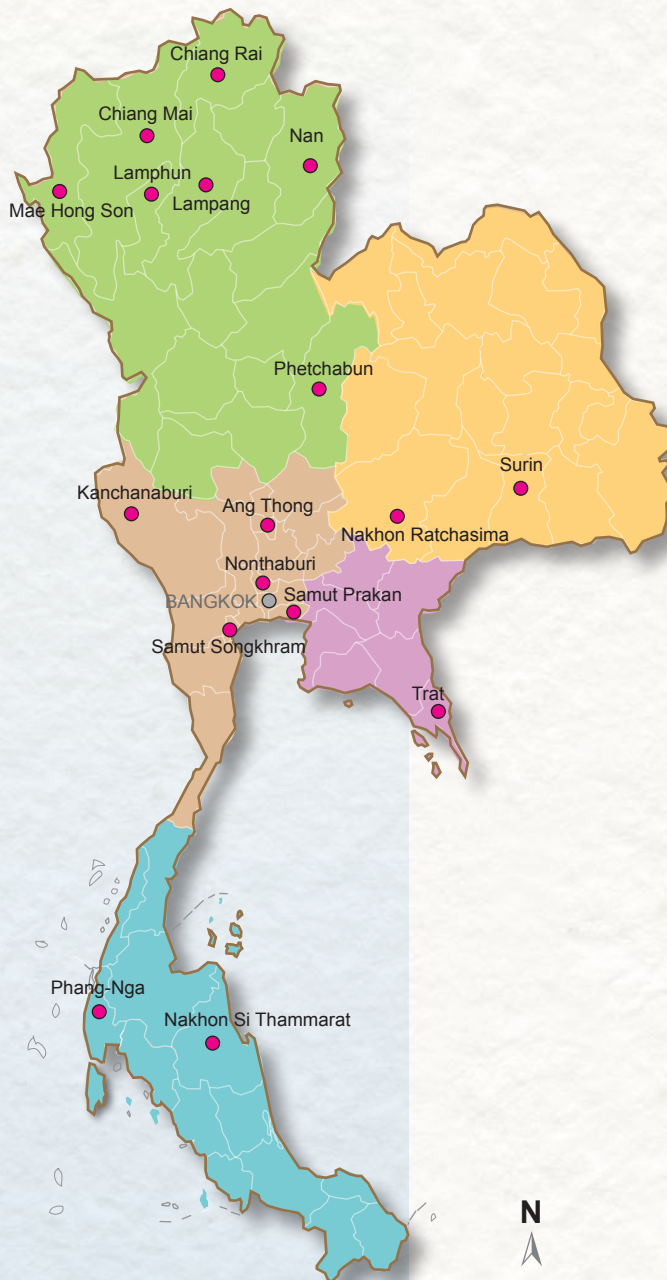 Chiang Rai
Chiang Mai
Nan
Lamphun
Lampang
Mae Hong Son
Phetchabun
Surin
Kanchanaburi
Ang Thong
Nakhon Ratchasima
Nonthaburi
BANGKOK
Samut Prakan
Samut Songkhram
Trat
Phang-Nga
Nakhon Si Thammarat
N